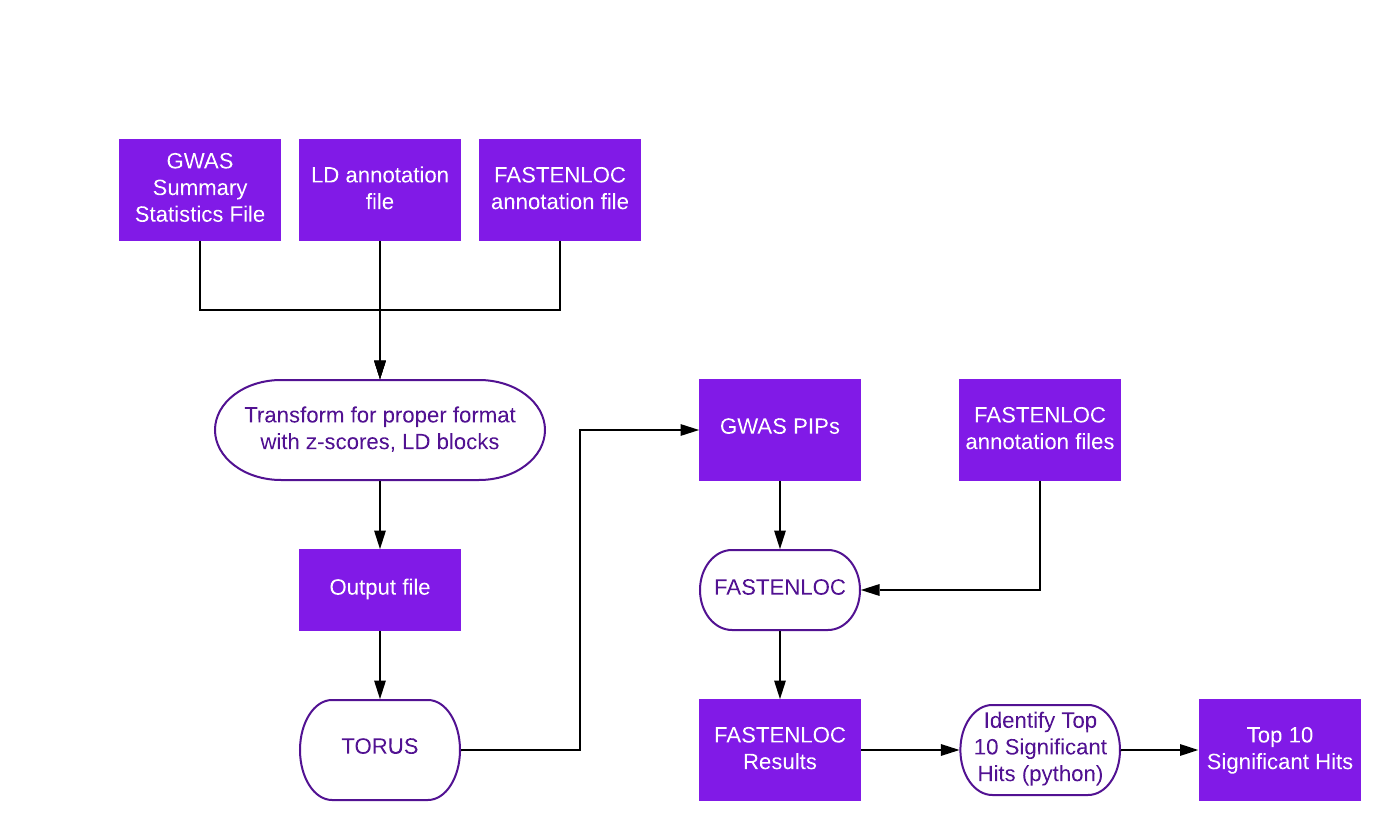 GWAS
Summary
Statistics File
LD annotation
file
FASTENLOC
annotation file
Transform for proper format
with z-scores, LD blocks
Output file
TORUS
GWAS PIPs
FASTENLOC
annotation files
FASTENLOC
FASTENLOC
Results
Identify Top
10 Significant
Hits (python)
Top 10
Significant Hits